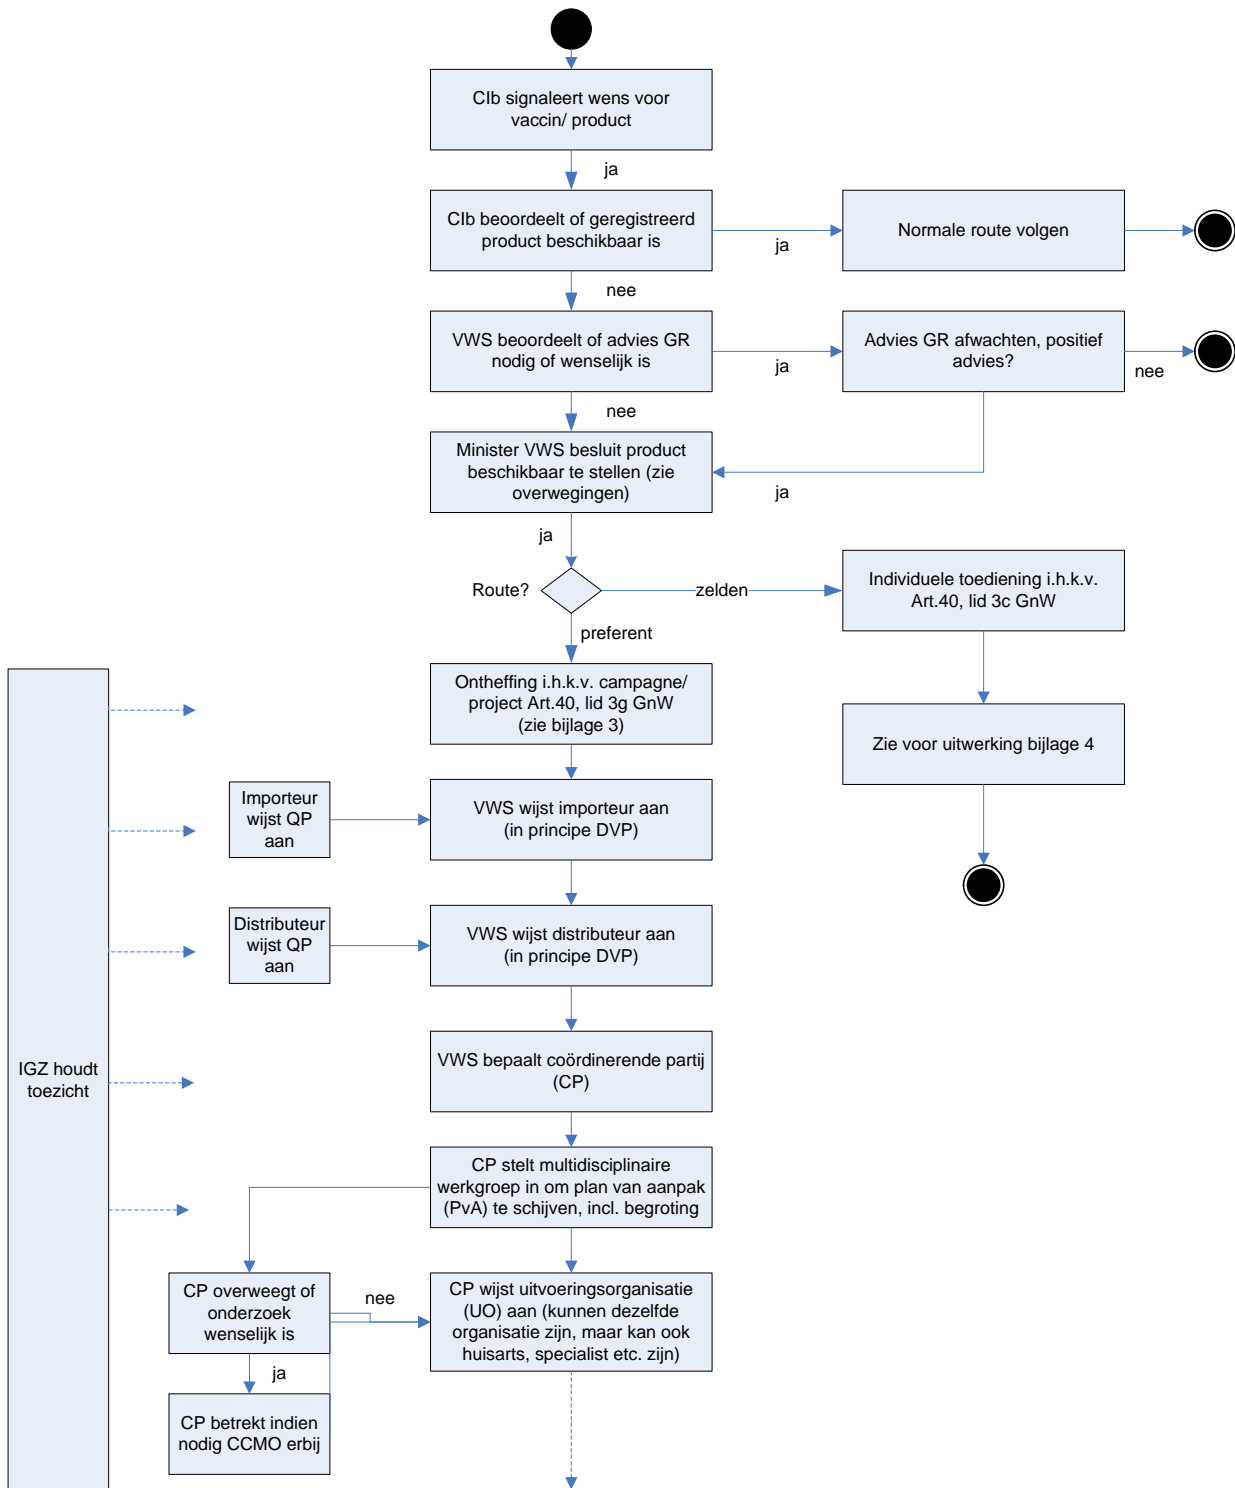 CIb signaleert wens voor
vaccin/ product
ja
CIb beoordeelt of geregistreerd
product beschikbaar is
ja
Normale route volgen
nee
VWS beoordeelt of advies GR
nodig of wenselijk is
ja
Advies GR afwachten, positief
advies?
nee
nee
Minister VWS besluit product
beschikbaar te stellen (zie
overwegingen)
ja
ja
Route?
zelden
Individuele toediening i.h.k.v.
Art.40, lid 3c GnW
preferent
Ontheffing i.h.k.v. campagne/
project Art.40, lid 3g GnW
(zie bijlage 3)
Zie voor uitwerking bijlage 4
Importeur
wijst QP
aan
VWS wijst importeur aan
(in principe DVP)
Distributeur
wijst QP
aan
VWS wijst distributeur aan
(in principe DVP)
IGZ houdt
toezicht
VWS bepaalt coördinerende partij
(CP)
CP stelt multidisciplinaire
werkgroep in om plan van aanpak
(PvA) te schijven, incl. begroting
CP overweegt of
onderzoek
wenselijk is
nee
CP wijst uitvoeringsorganisatie
(UO) aan (kunnen dezelfde
organisatie zijn, maar kan ook
huisarts, specialist etc. zijn)
ja
CP betrekt indien
nodig CCMO erbij